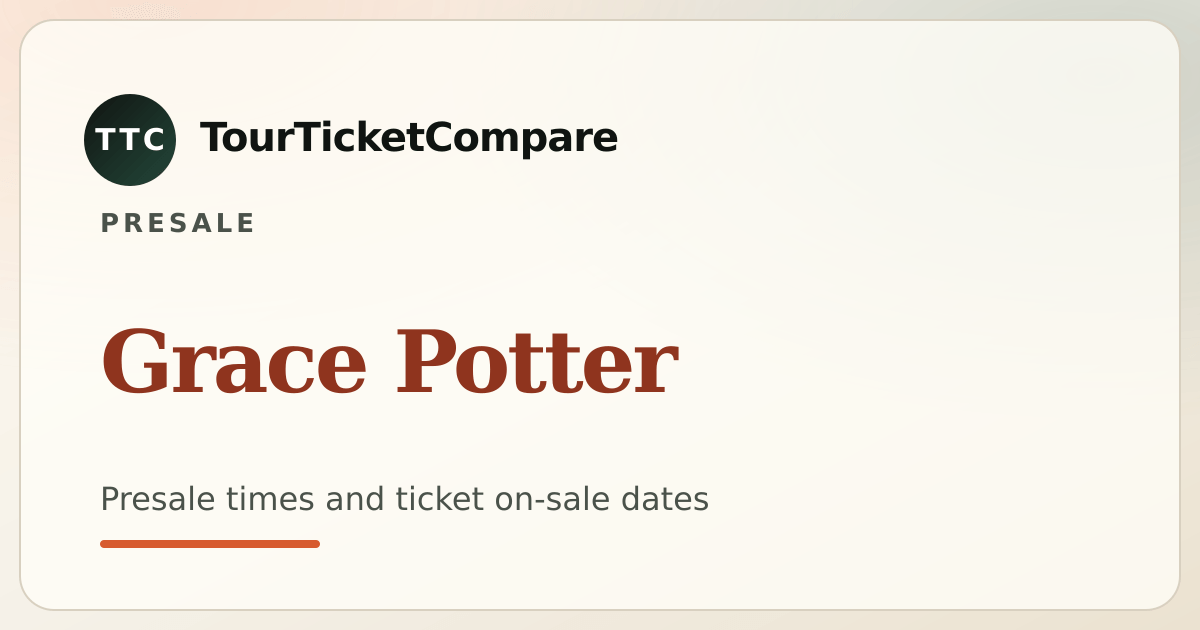 TTC TourTicketCompare
PRESALE
Grace Potter
Presale times and ticket on-sale dates